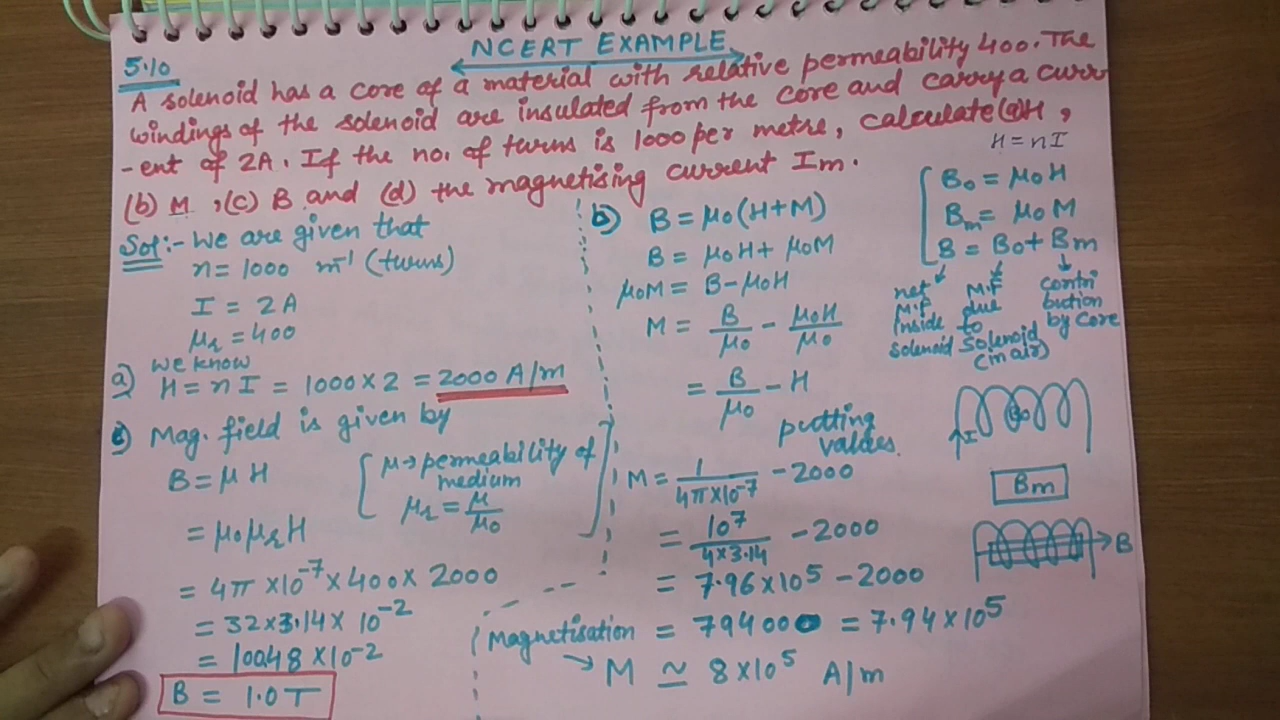 NCERT EXAMPLE
5.10
A solenoid has a core of a material with relative permeability 400. The
windings of the solenoid are insulated from the core and carry a curr
-ent of 2A. If the no. of turns is 1000 per metre, calculate (a) H,
(b) M, (c) B and (d) the magnetising current Im.
H = nI
Sol:- We are given that
n = 1000 m⁻¹ (turns)
I = 2A
μr = 400
a) we know
H = nI = 1000 × 2 = 2000 A/m
c) Mag. field is given by
B = μH
= μ₀μrH
[μ → permeability of
medium
μr = μ/μ₀]
= 4π × 10⁻⁷ × 400 × 2000
= 32 × 3.14 × 10⁻²
= 100.48 × 10⁻²
B = 1.0 T
b) B = μ₀(H+M)
B = μ₀H + μ₀M
μ₀M = B - μ₀H
M = B/μ₀ - μ₀H/μ₀
= B/μ₀ - H
putting
values.
M = 1/(4π×10⁻⁷) - 2000
= 10⁷/(4×3.14) - 2000
= 7.96 × 10⁵ - 2000
Magnetisation = 794000 = 7.94 × 10⁵
→ M ≃ 8 × 10⁵ A/m
B₀ = μ₀H
Bm = μ₀M
B = B₀ + Bm
net
M.F
Inside
solenoid
M.F
due
to
Solenoid
(in air)
contri
bution
by core
I
B₀
Bm
B